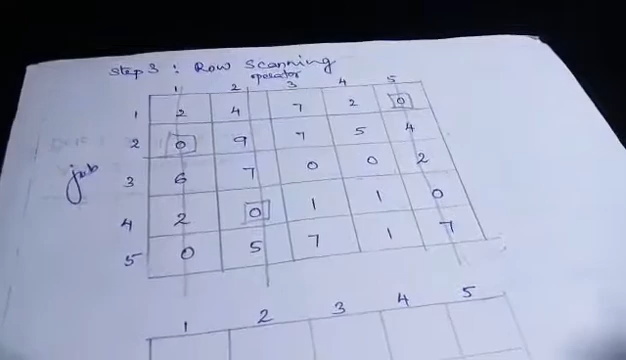 Step 3 : Row Scanning
operator
1 2 3 4 5
1 2 4 7 2 0
2 0 9 7 5 4
job
3 6 7 0 0 2
4 2 0 1 1 0
5 0 5 7 1 7
1 2 3 4 5